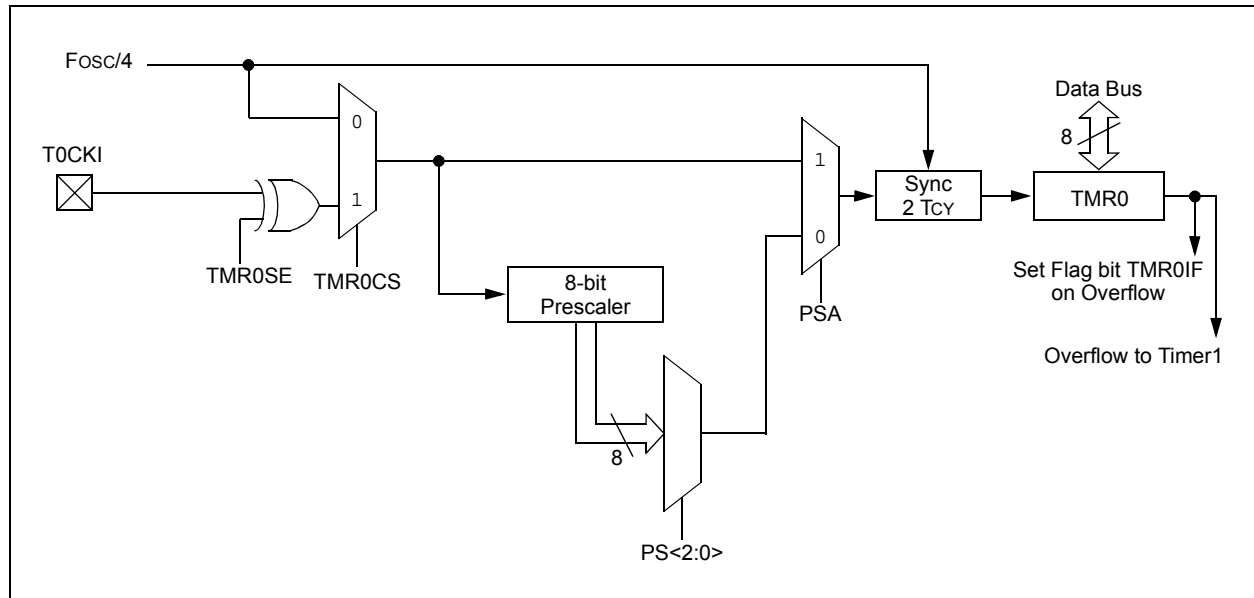 FOSC/4
Data Bus
8
T0CKI
0
1
1
0
Sync
2 TCY
TMR0
TMR0SE
TMR0CS
8-bit
Prescaler
PSA
Set Flag bit TMR0IF
on Overflow
Overflow to Timer1
8
PS<2:0>